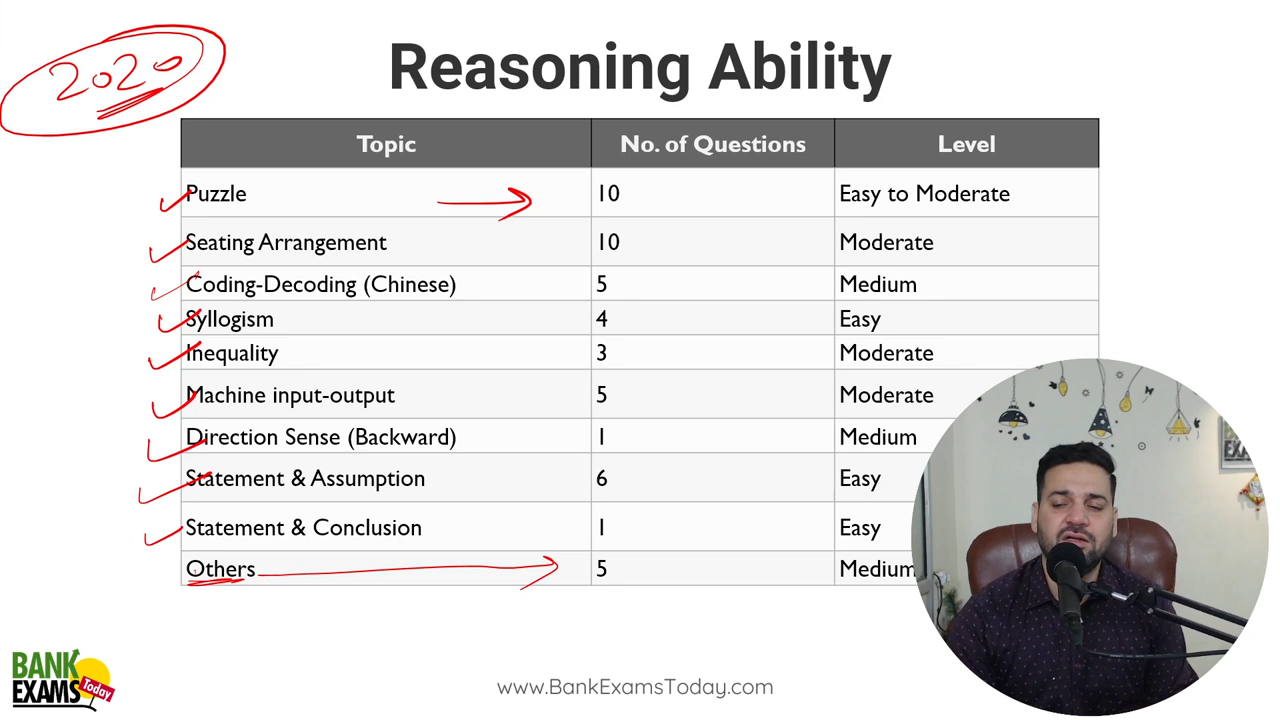 2020
Reasoning Ability
Topic No. of Questions Level
Puzzle 10 Easy to Moderate
Seating Arrangement 10 Moderate
Coding-Decoding (Chinese) 5 Medium
Syllogism 4 Easy
Inequality 3 Moderate
Machine input-output 5 Moderate
Direction Sense (Backward) 1 Medium
Statement & Assumption 6 Easy
Statement & Conclusion 1 Easy
Others 5 Medium
BANK
EXAMS
Today
www.BankExamsToday.com